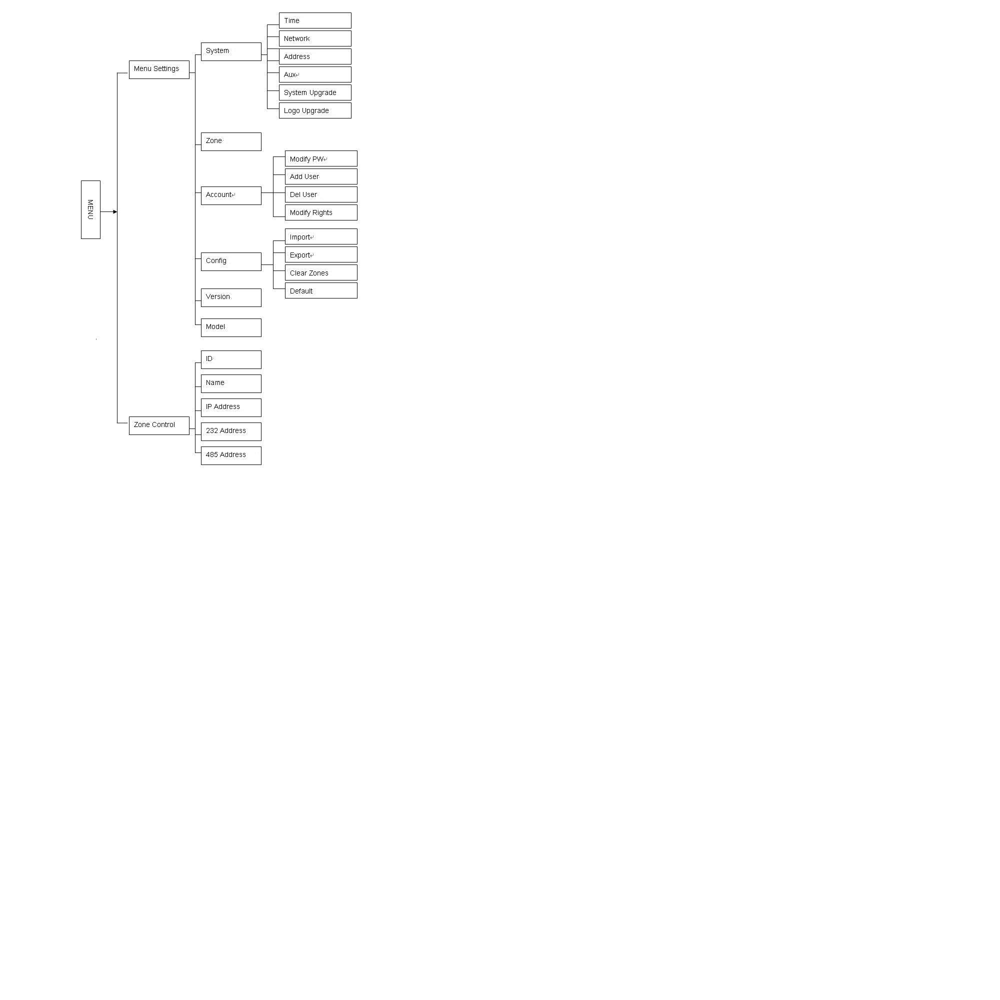 MENU
Menu Settings
System
Time
Network
Address
Aux
System Upgrade
Logo Upgrade
Zone
Account
Modify PW
Add User
Del User
Modify Rights
Config
Import
Export
Clear Zones
Default
Version
Model
Zone Control
ID
Name
IP Address
232 Address
485 Address